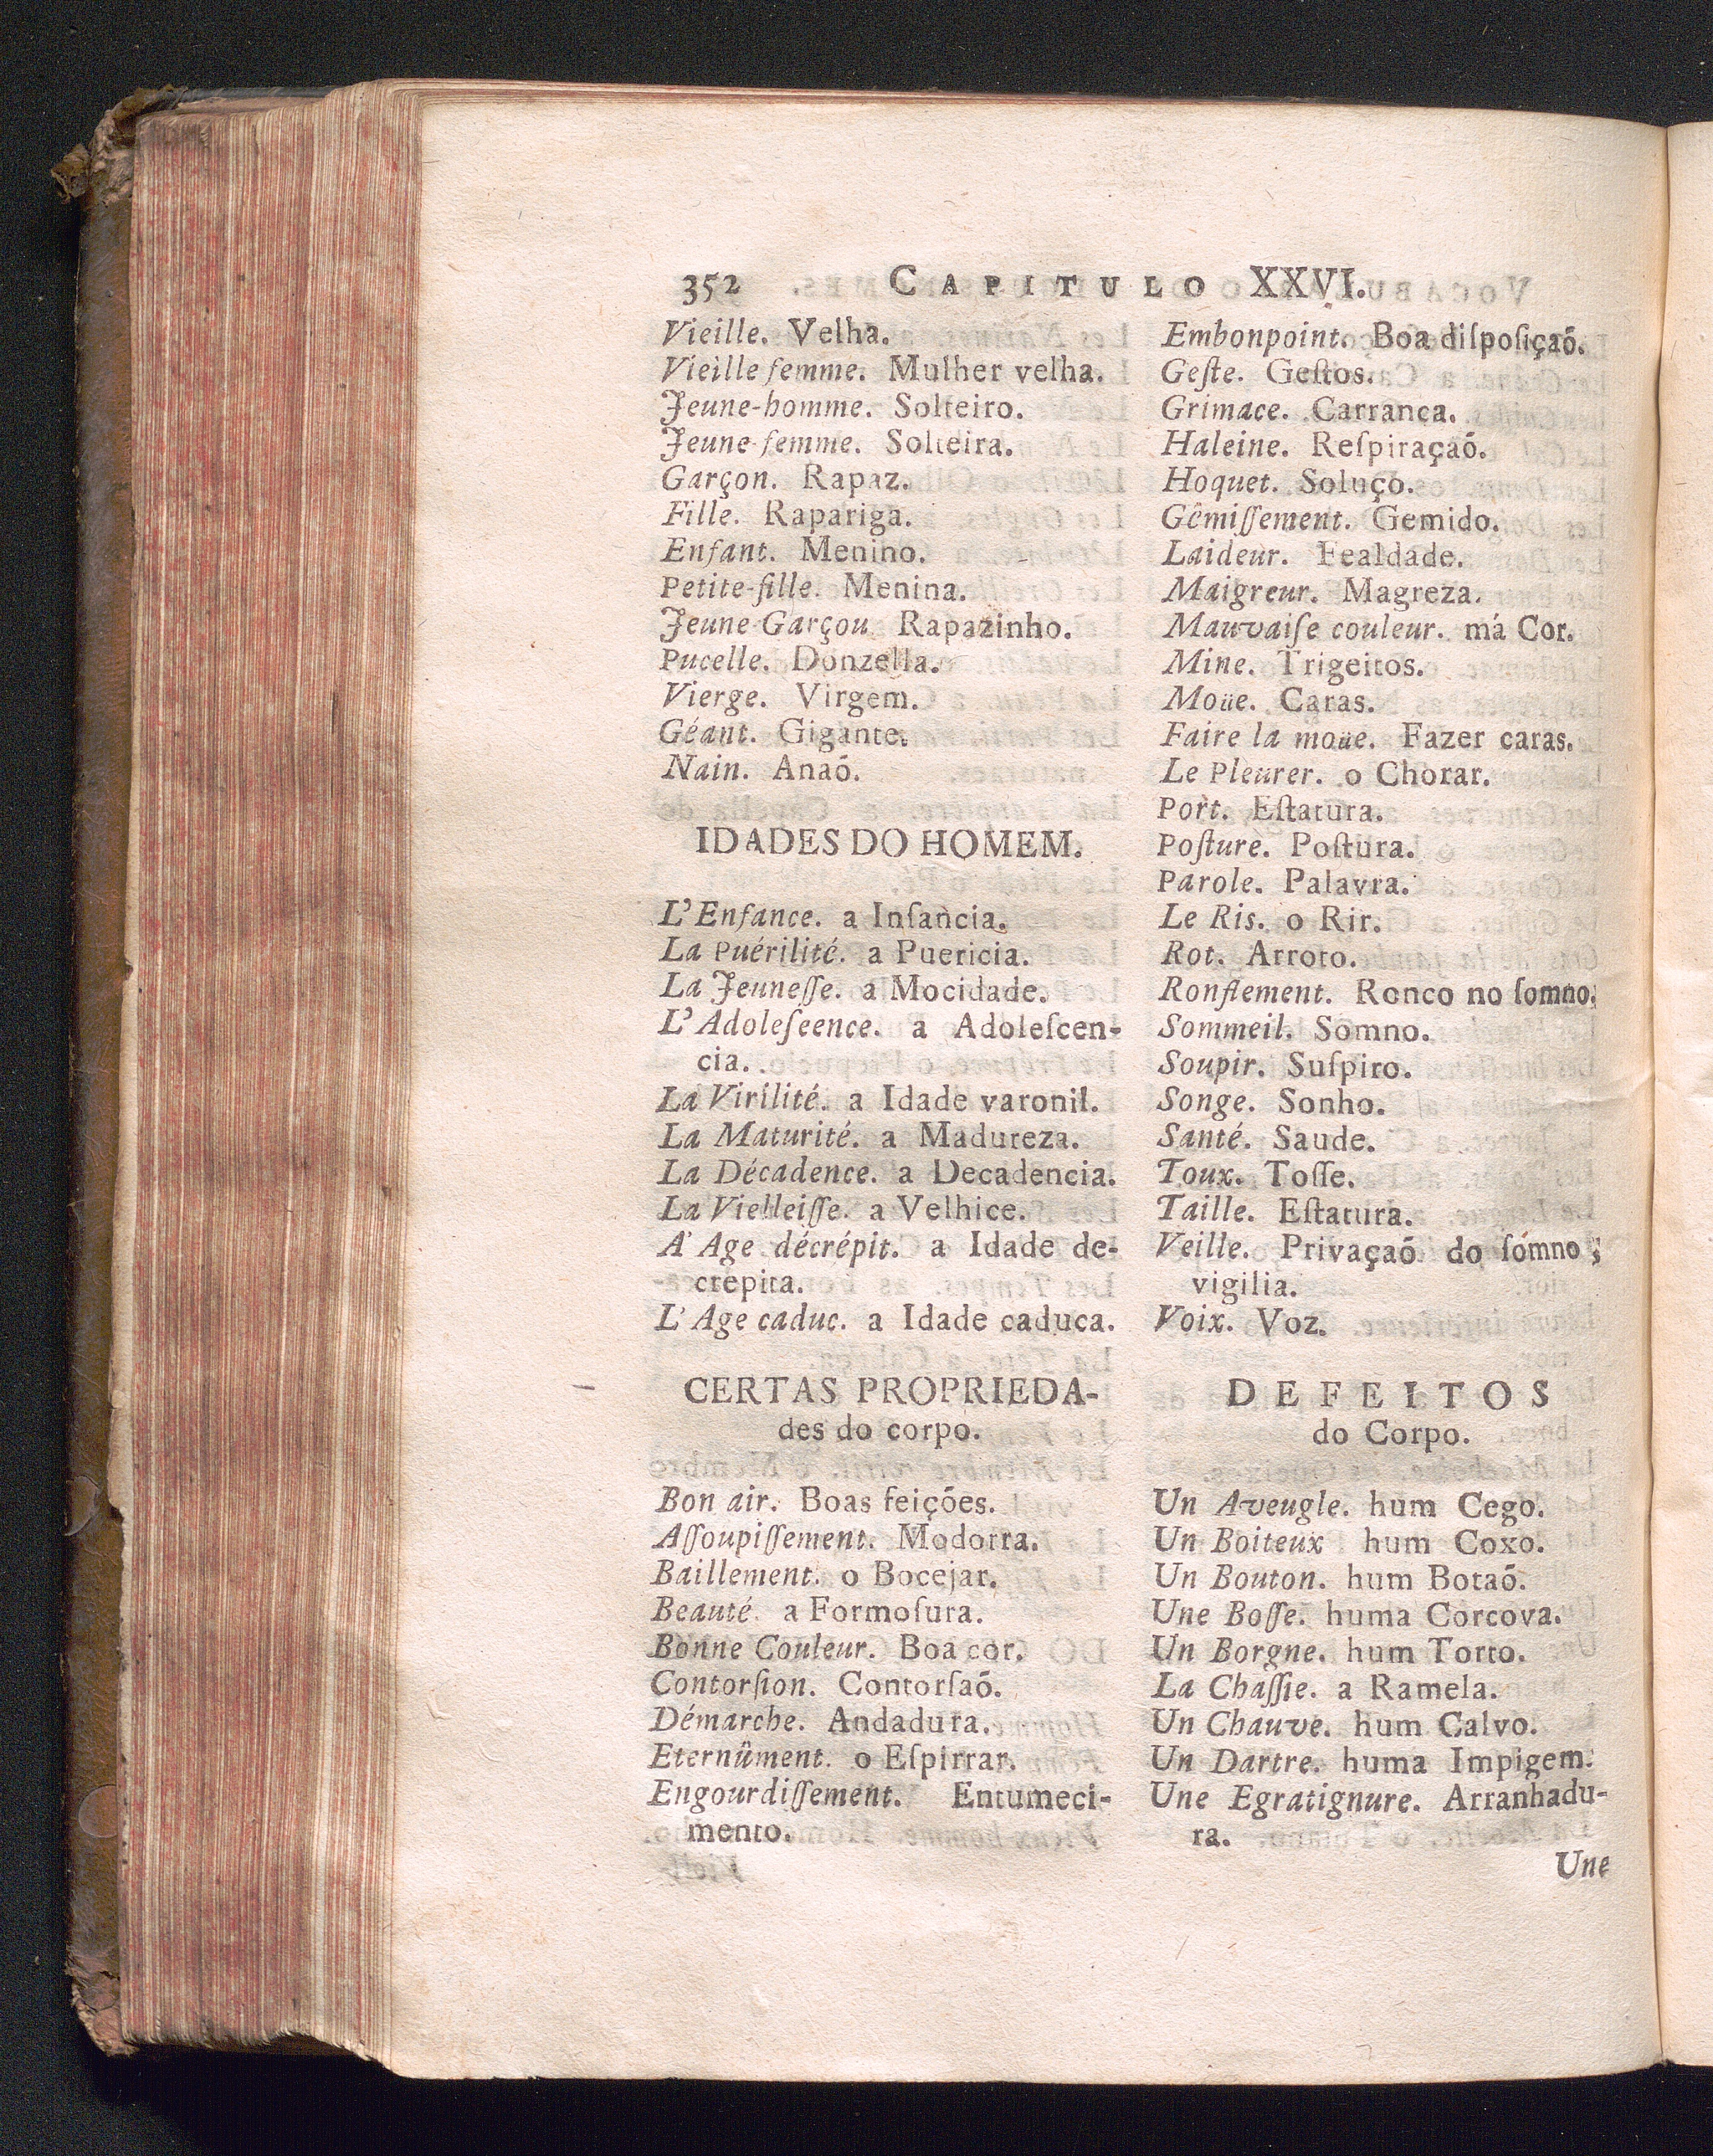 352 CAPITULO XXVI.
Vieille. Velha.
Vieille femme. Mulher velha.
Jeune-homme. Solteiro.
Jeune-femme. Solteira.
Garçon. Rapaz.
Fille. Rapariga.
Enfant. Menino.
Petite-fille. Menina.
Jeune Garçou Rapazinho.
Pucelle. Donzella.
Vierge. Virgem.
Géant. Gigante.
Nain. Anaõ.
IDADES DO HOMEM.
L'Enfance. a Infancia.
La Puérilité. a Puericia.
La Jeuneſſe. a Mocidade.
L'Adoleſeence. a Adoleſcen-
cia.
La Virilité. a Idade varonil.
La Maturité. a Madureza.
La Décadence. a Decadencia.
La Vielleiſſe. a Velhice.
A' Age décrépit. a Idade de-
crepita.
L'Age caduc. a Idade caduca.
CERTAS PROPRIEDA-
des do corpo.
Bon air. Boas feições.
Aſſoupiſſement. Modorra.
Baillement. o Bocejar.
Beauté. a Formoſura.
Bonne Couleur. Boa cor.
Contorſion. Contorſaõ.
Démarche. Andadura.
Eternûment. o Eſpirrar.
Engourdiſſement. Entumeci-
mento.
Embonpoint. Boa diſpoſiçaõ.
Geſte. Geſtos.
Grimace. Carranca.
Haleine. Reſpiraçaõ.
Hoquet. Soluço.
Gêmiſſement. Gemido.
Laideur. Fealdade.
Maigreur. Magreza.
Mauvaiſe couleur. má Cor.
Mine. Trigeitos.
Moüe. Caras.
Faire la moüe. Fazer caras.
Le Pleurer. o Chorar.
Port. Eſtatura.
Poſture. Poſtura.
Parole. Palavra.
Le Ris. o Rir.
Rot. Arroto.
Ronflement. Ronco no ſomno.
Sommeil. Somno.
Soupir. Suſpiro.
Songe. Sonho.
Santé. Saude.
Toux. Toſſe.
Taille. Eſtatura.
Veille. Privaçaõ do ſomno;
vigilia.
Voix. Voz.
DEFEITOS
do Corpo.
Un Aveugle. hum Cego.
Un Boiteux hum Coxo.
Un Bouton. hum Botaõ.
Une Boſſe. huma Corcova.
Un Borgne. hum Torto.
La Chaſſie. a Ramela.
Un Chauve. hum Calvo.
Un Dartre. huma Impigem.
Une Egratignure. Arranhadu-
ra.
Une